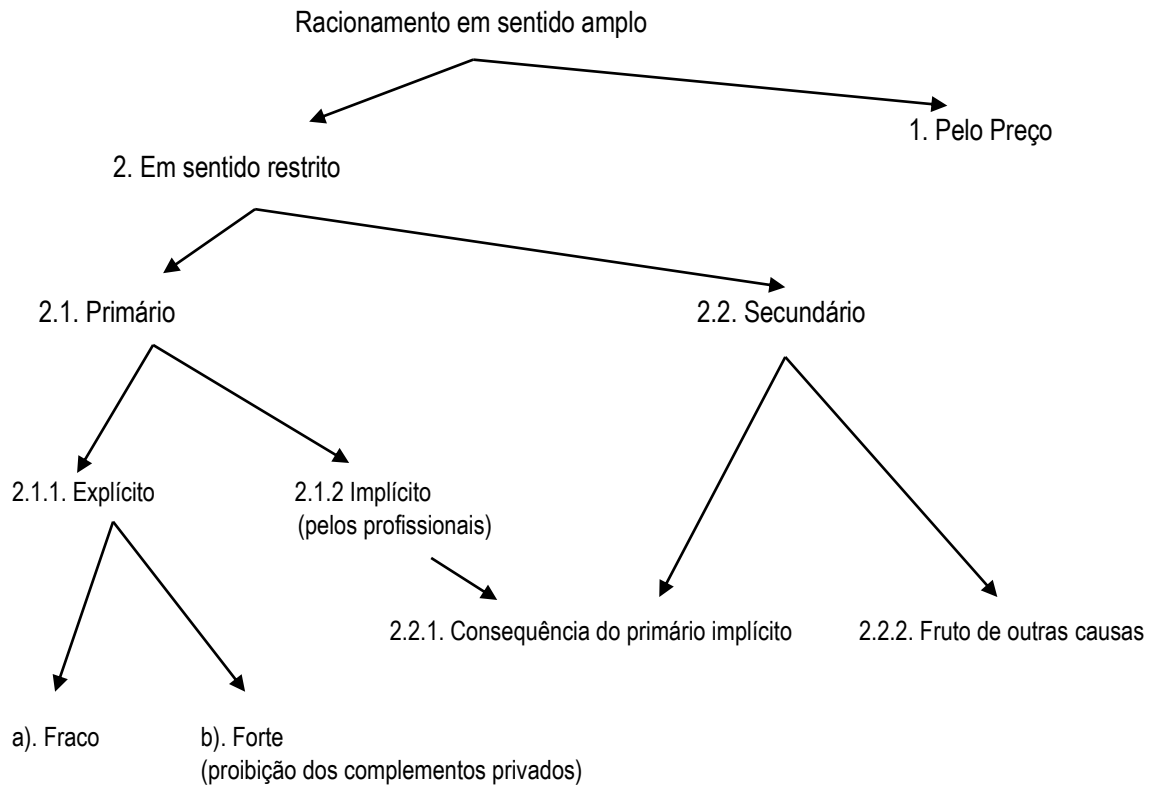 Racionamento em sentido amplo
1. Pelo Preço
2. Em sentido restrito
2.1. Primário
2.2. Secundário
2.1.1. Explícito
2.1.2 Implícito
(pelos profissionais)
2.2.1. Consequência do primário implícito
2.2.2. Fruto de outras causas
a). Fraco
b). Forte
(proibição dos complementos privados)